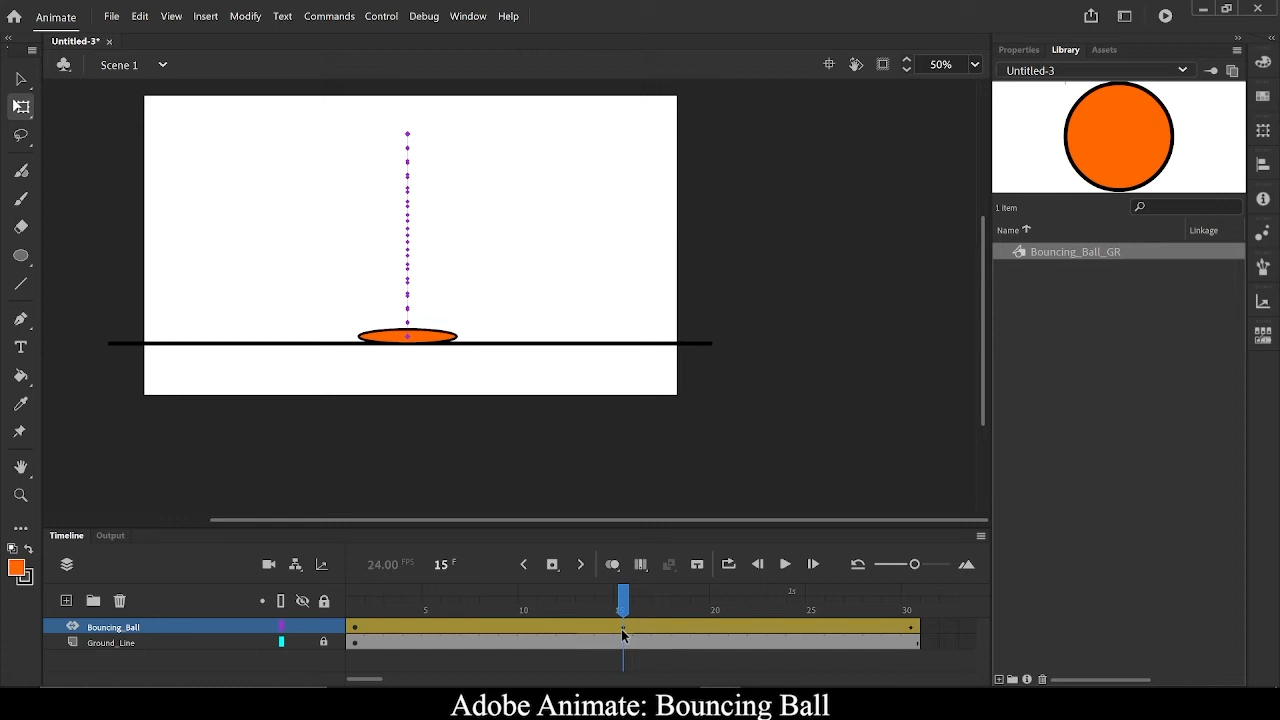 Animate File Edit View Insert Modify Text Commands Control Debug Window Help
Untitled-3* ×
Scene 1 50%
Properties Library Assets
Untitled-3
1 item
Name Linkage
Bouncing_Ball_GR
Timeline Output
24.00 FPS 15 F
1s
5 10 15 20 25 30
Bouncing_Ball
Ground_Line
Adobe Animate: Bouncing Ball